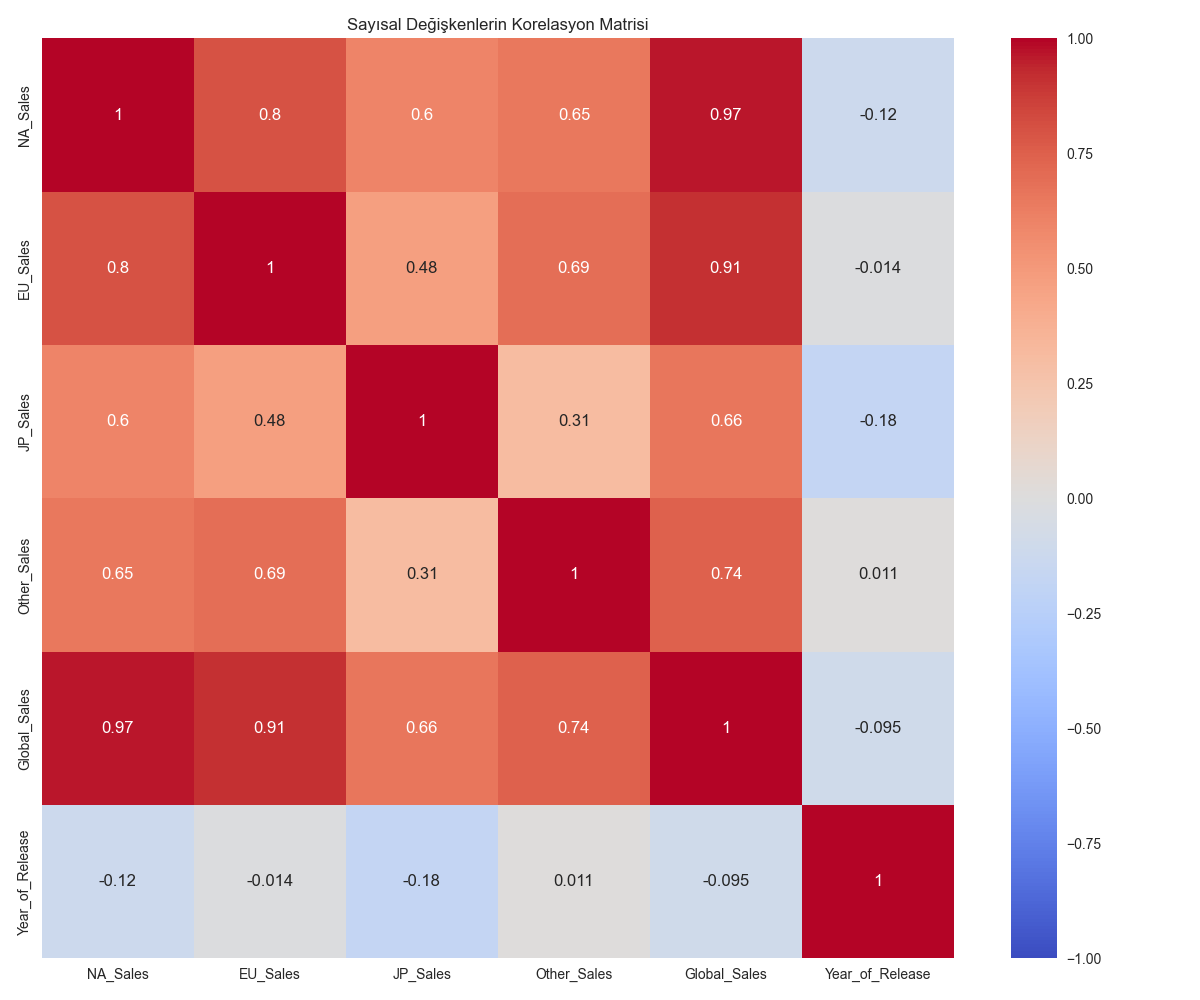 Sayısal Değişkenlerin Korelasyon Matrisi
NA_Sales 1 0.8 0.6 0.65 0.97 -0.12
EU_Sales 0.8 1 0.48 0.69 0.91 -0.014
JP_Sales 0.6 0.48 1 0.31 0.66 -0.18
Other_Sales 0.65 0.69 0.31 1 0.74 0.011
Global_Sales 0.97 0.91 0.66 0.74 1 -0.095
Year_of_Release -0.12 -0.014 -0.18 0.011 -0.095 1
NA_Sales EU_Sales JP_Sales Other_Sales Global_Sales Year_of_Release
1.00
0.75
0.50
0.25
0.00
−0.25
−0.50
−0.75
−1.00